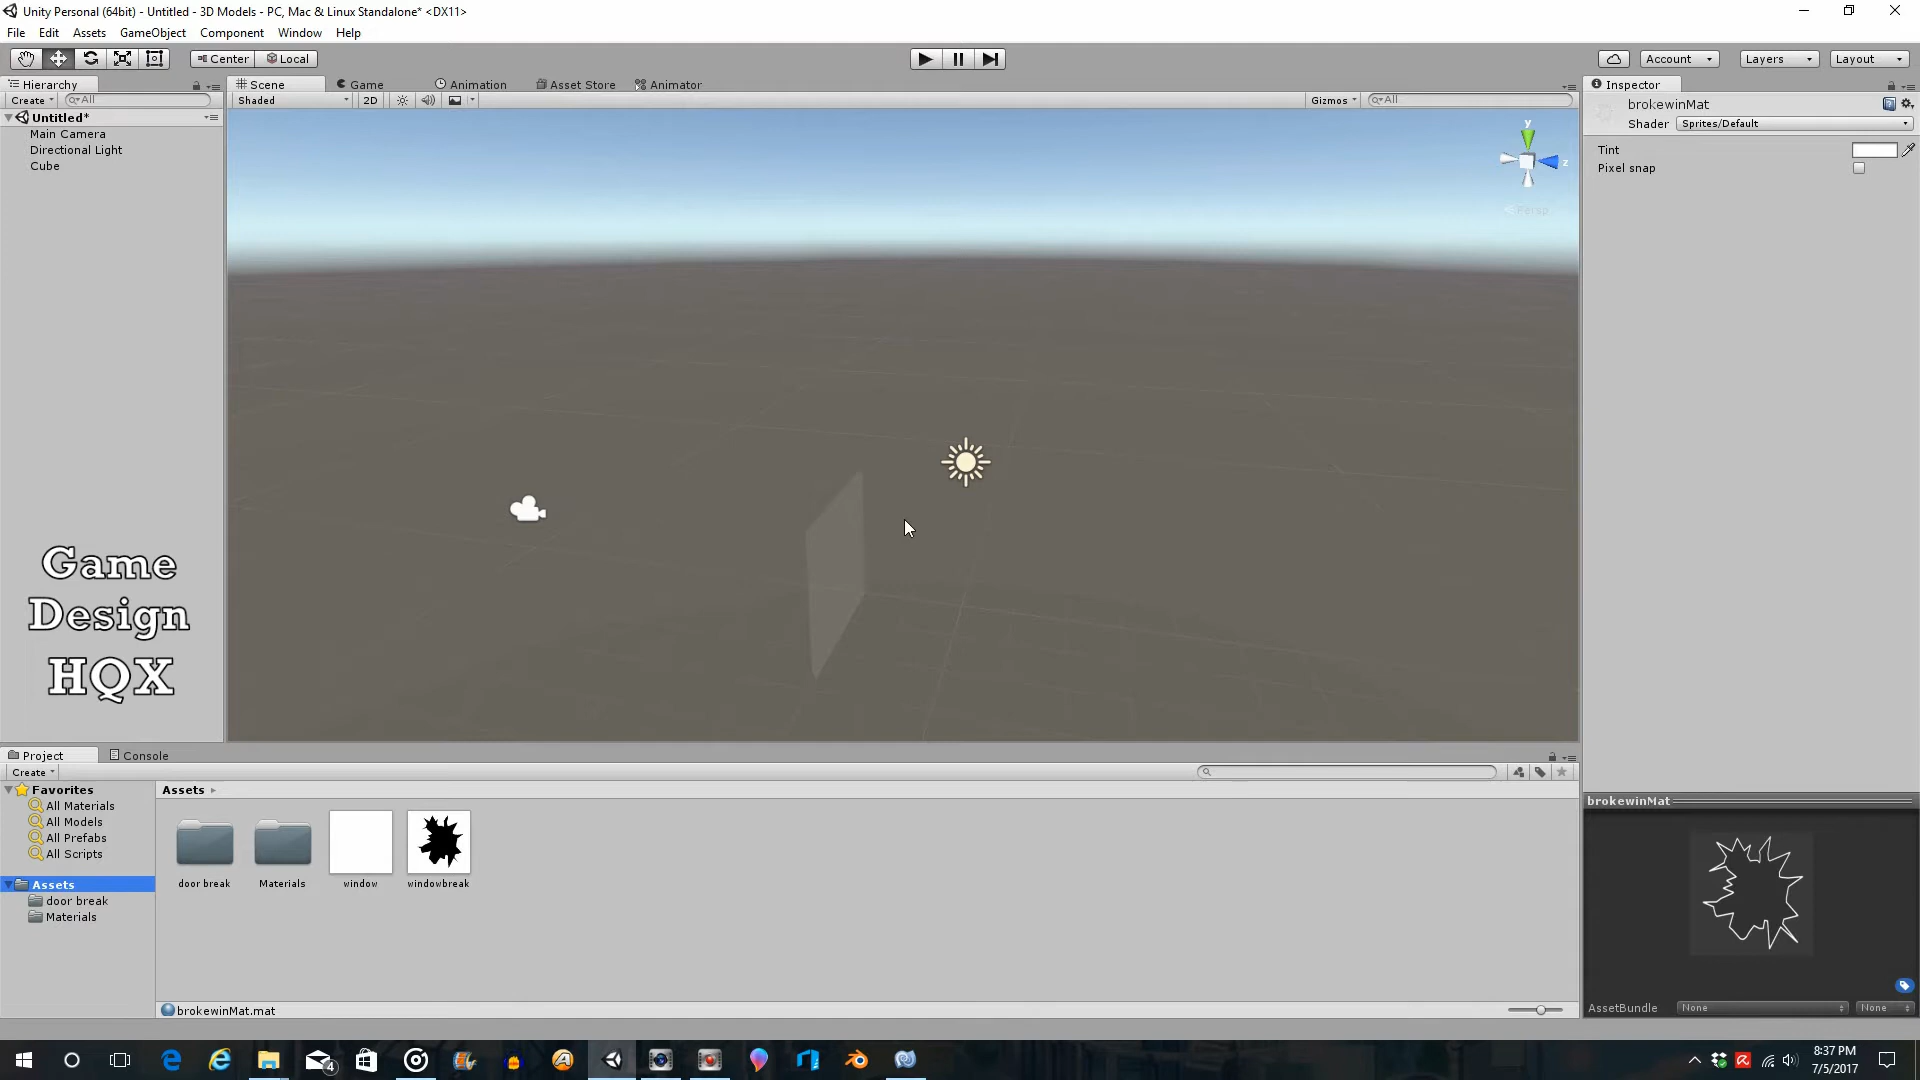 Unity Personal (64bit) - Untitled - 3D Models - PC, Mac & Linux Standalone* <DX11>
File Edit Assets GameObject Component Window Help
Center Local
Account Layers Layout
Hierarchy
Create All
Untitled*
Main Camera
Directional Light
Cube
Scene Game Animation Asset Store Animator
Shaded 2D Gizmos All
y
z
Persp
Inspector
brokewinMat
Shader Sprites/Default
Tint
Pixel snap
Game
Design
HQX
Project Console
Create
Favorites
All Materials
All Models
All Prefabs
All Scripts
Assets
door break
Materials
Assets
door break Materials window windowbreak
brokewinMat.mat
brokewinMat
AssetBundle None None
4
8:37 PM
7/5/2017